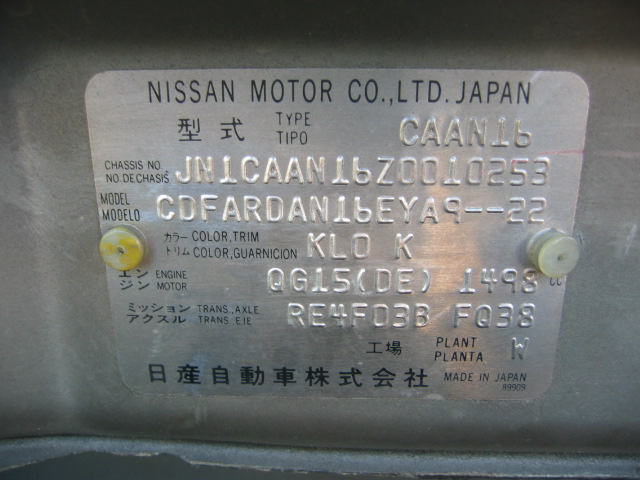 NISSAN MOTOR CO.,LTD. JAPAN
型式 TYPE TIPO CAAN16
CHASSIS NO. NO.DE CHASIS JN1CAAN16Z0010253
MODEL MODELO CDFARDAN16EYA9--22
カラー COLOR,TRIM KL0 K
トリム COLOR,GUARNICION
エンジン ENGINE MOTOR QG15(DE) 1498 CC
ミッション TRANS.,AXLE RE4F03B FQ38
アクスル TRANS.EJE
工場 PLANT PLANTA W
日産自動車株式会社 MADE IN JAPAN
89909